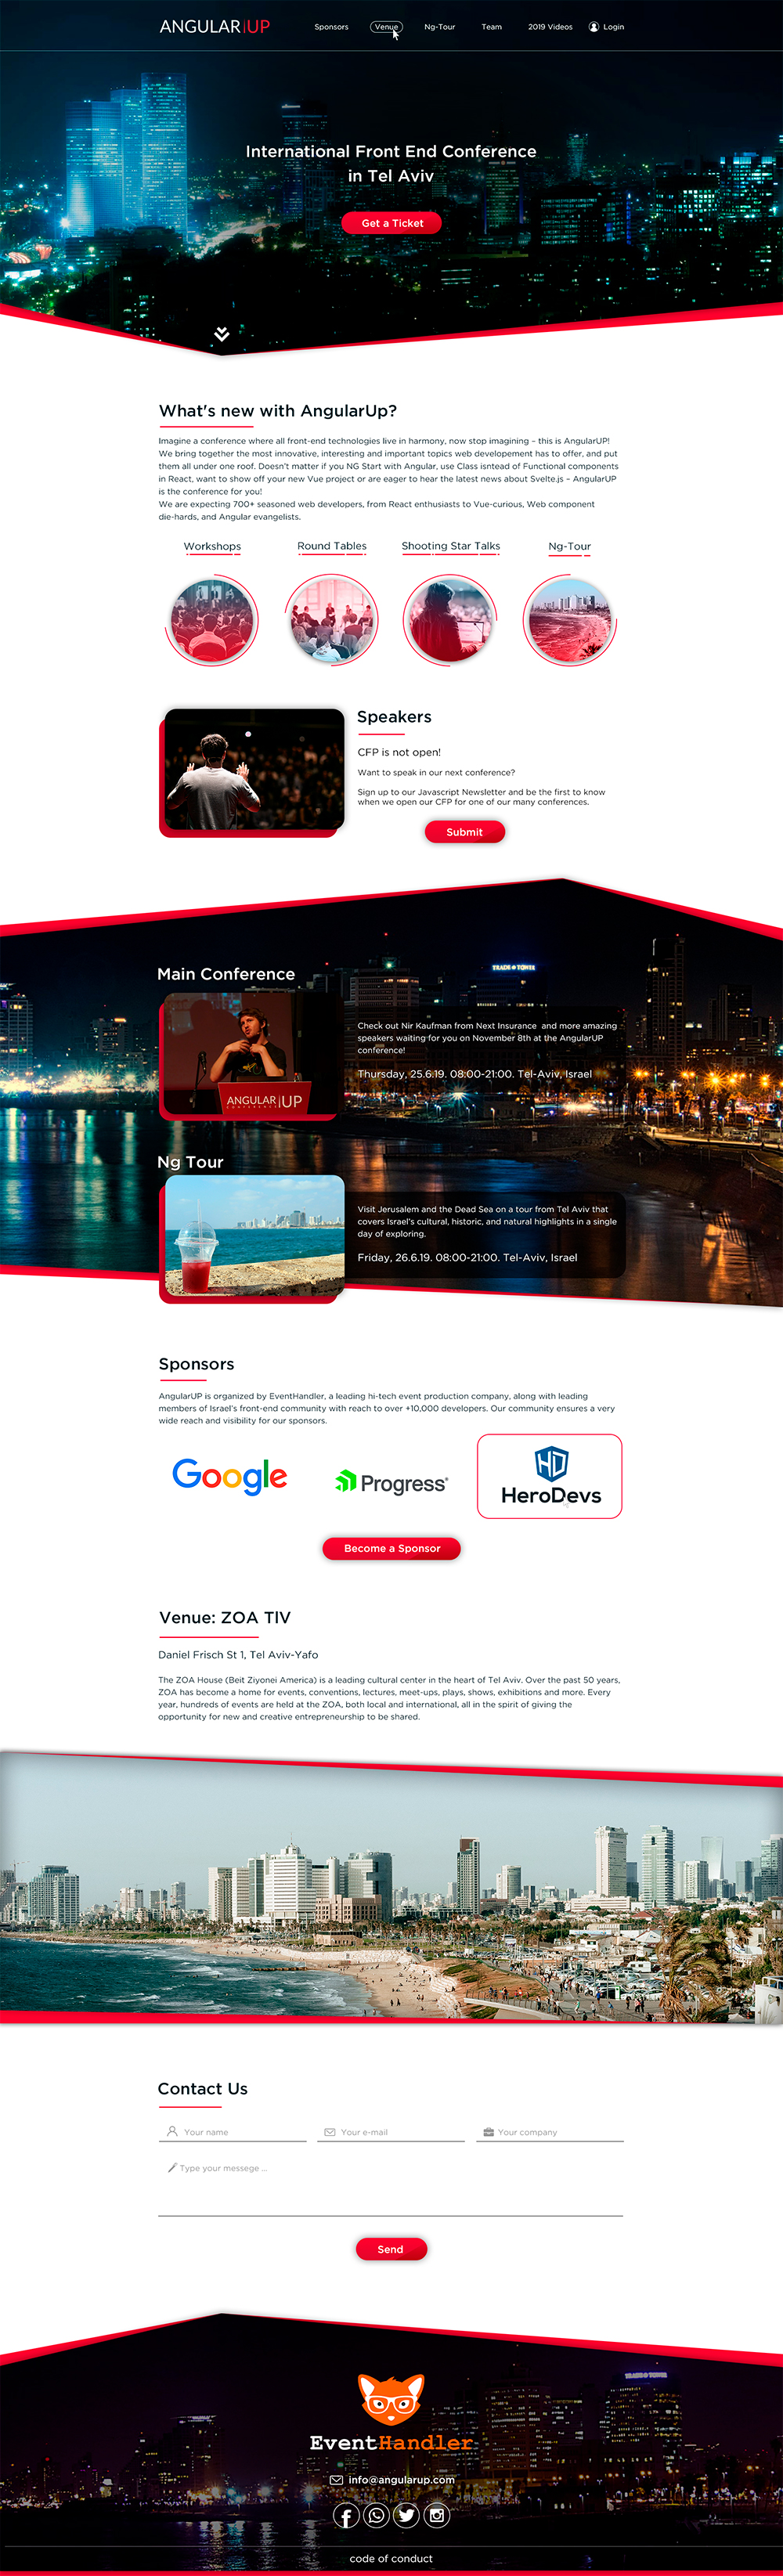 ANGULAR|UP
Sponsors
Venue
Ng-Tour
Team
2019 Videos
Login
International Front End Conference
in Tel Aviv
Get a Ticket
What's new with AngularUp?
Imagine a conference where all front-end technologies live in harmony, now stop imagining – this is AngularUP!
We bring together the most innovative, interesting and important topics web developement has to offer, and put
them all under one roof. Doesn't matter if you NG Start with Angular, use Class isntead of Functional components
in React, want to show off your new Vue project or are eager to hear the latest news about Svelte.js – AngularUP
is the conference for you!
We are expecting 700+ seasoned web developers, from React enthusiasts to Vue-curious, Web component
die-hards, and Angular evangelists.
Workshops
Round Tables
Shooting Star Talks
Ng-Tour
Speakers
CFP is not open!
Want to speak in our next conference?
Sign up to our Javascript Newsletter and be the first to know
when we open our CFP for one of our many conferences.
Submit
TRADE TOWER
Main Conference
Check out Nir Kaufman from Next Insurance and more amazing
speakers waiting for you on November 8th at the AngularUP
conference!
Thursday, 25.6.19. 08:00-21:00. Tel-Aviv, Israel
ANGULAR|UP
CONFERENCE
Ng Tour
Visit Jerusalem and the Dead Sea on a tour from Tel Aviv that
covers Israel's cultural, historic, and natural highlights in a single
day of exploring.
Friday, 26.6.19. 08:00-21:00. Tel-Aviv, Israel
Sponsors
AngularUP is organized by EventHandler, a leading hi-tech event production company, along with leading
members of Israel's front-end community with reach to over +10,000 developers. Our community ensures a very
wide reach and visibility for our sponsors.
Google
Progress®
HD
HeroDevs
Become a Sponsor
Venue: ZOA TlV
Daniel Frisch St 1, Tel Aviv-Yafo
The ZOA House (Beit Ziyonei America) is a leading cultural center in the heart of Tel Aviv. Over the past 50 years,
ZOA has become a home for events, conventions, lectures, meet-ups, plays, shows, exhibitions and more. Every
year, hundreds of events are held at the ZOA, both local and international, all in the spirit of giving the
opportunity for new and creative entrepreneurship to be shared.
Contact Us
Your name
Your e-mail
Your company
Type your messege ...
Send
TRADE TOWER
EventHandler
info@angularup.com
code of conduct